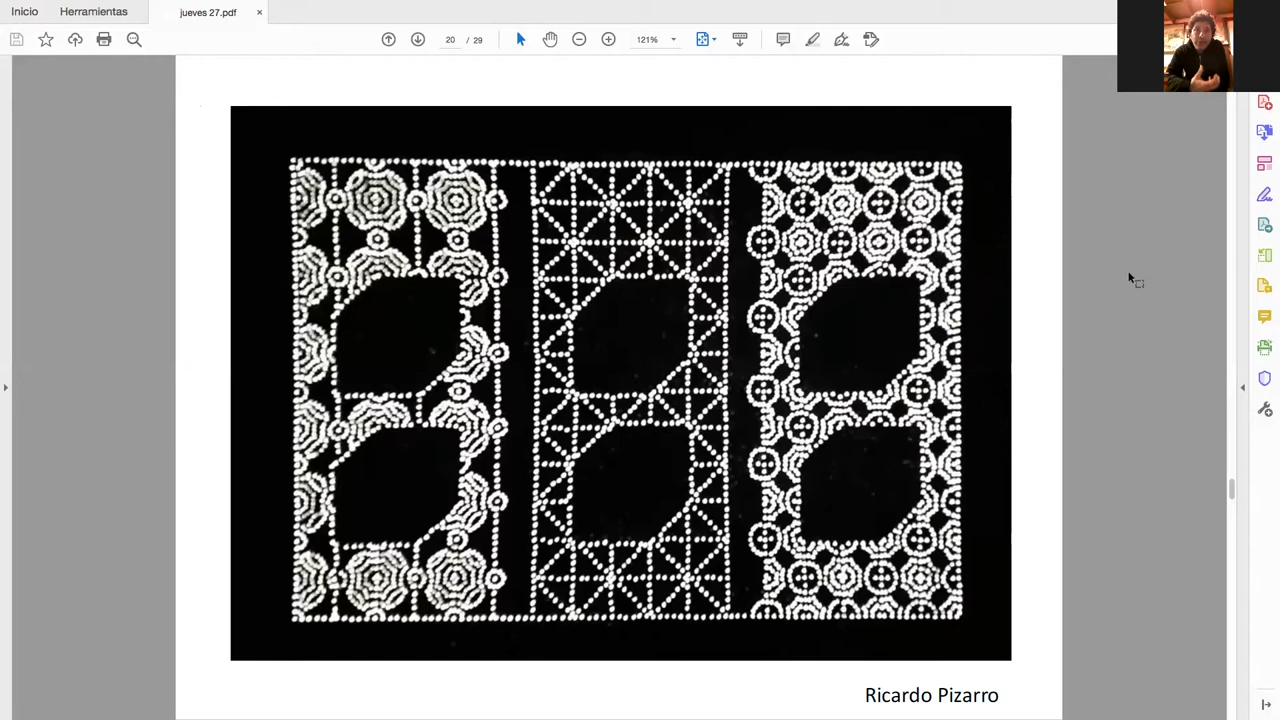 Inicio
Herramientas
jueves 27.pdf
×
20 / 29
121%
Ricardo Pizarro